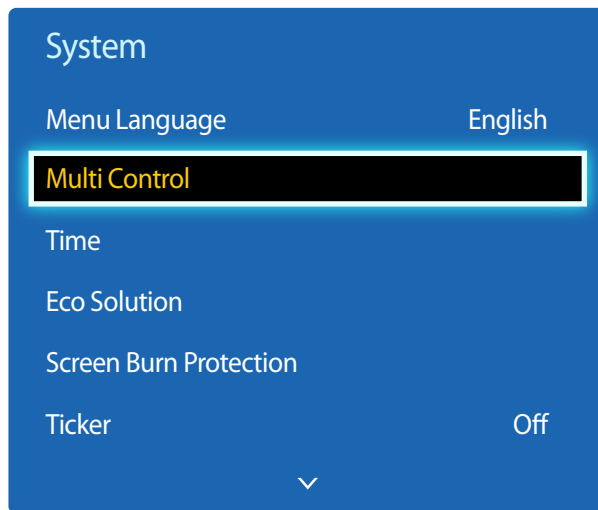 System
Menu Language English
Multi Control
Time
Eco Solution
Screen Burn Protection
Ticker Off